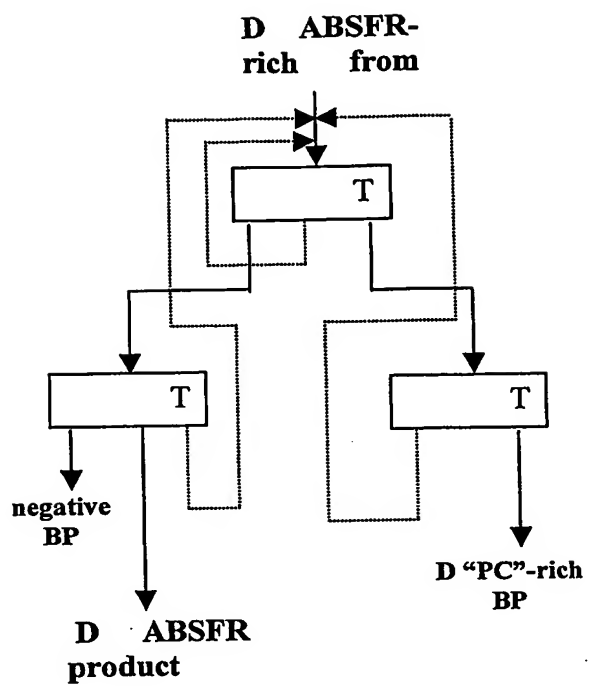 D ABSFR-
rich from
T
T
T
negative
BP
D “PC”-rich
BP
D ABSFR
product